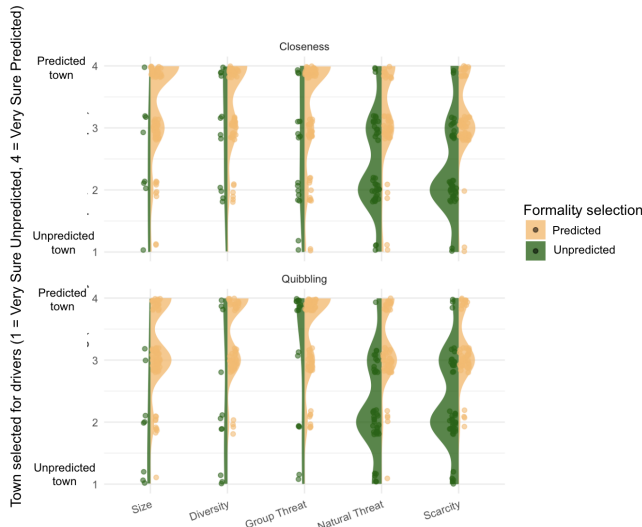 Town selected for drivers (1 = Very Sure Unpredicted, 4 = Very Sure Predicted)
Closeness
Predicted
town
4
3
2
Unpredicted
town
1
Quibbling
Predicted
town
4
3
2
Unpredicted
town
1
Size
Diversity
Group Threat
Natural Threat
Scarcity
Formality selection
Predicted
Unpredicted